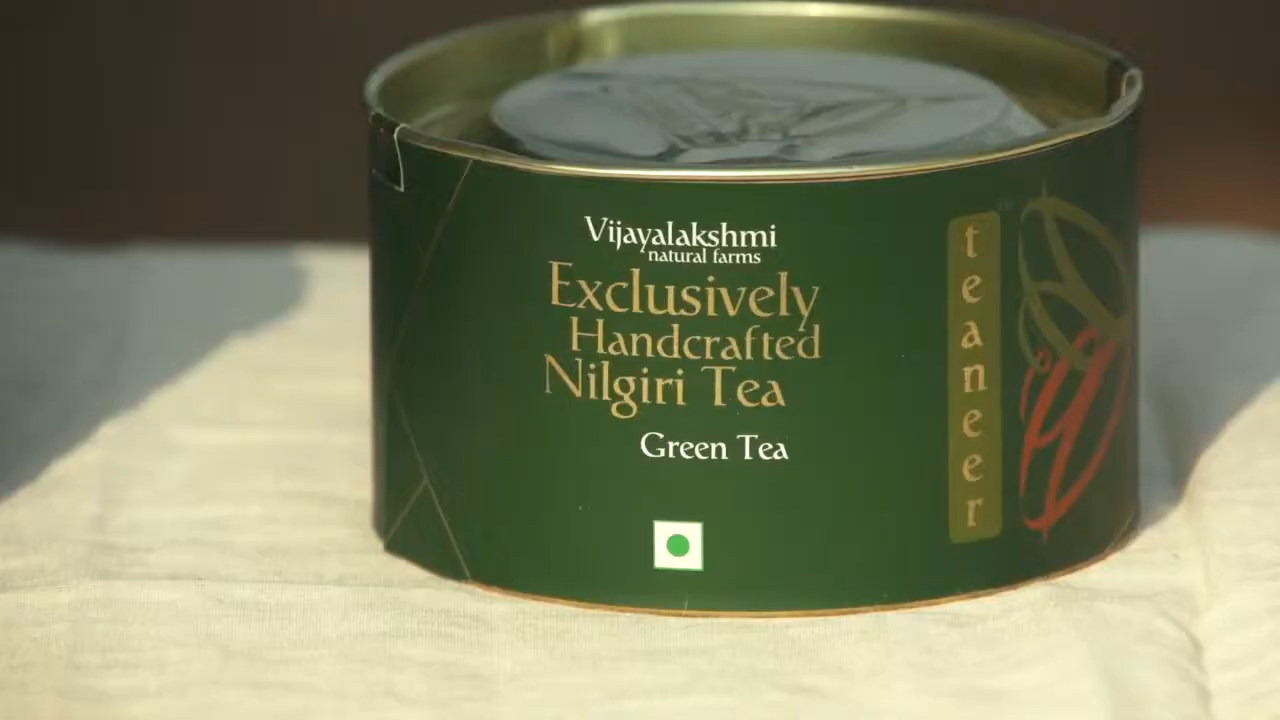 Vijayalakshmi
natural farms
Exclusively
Handcrafted
Nilgiri Tea
Green Tea
teaneer